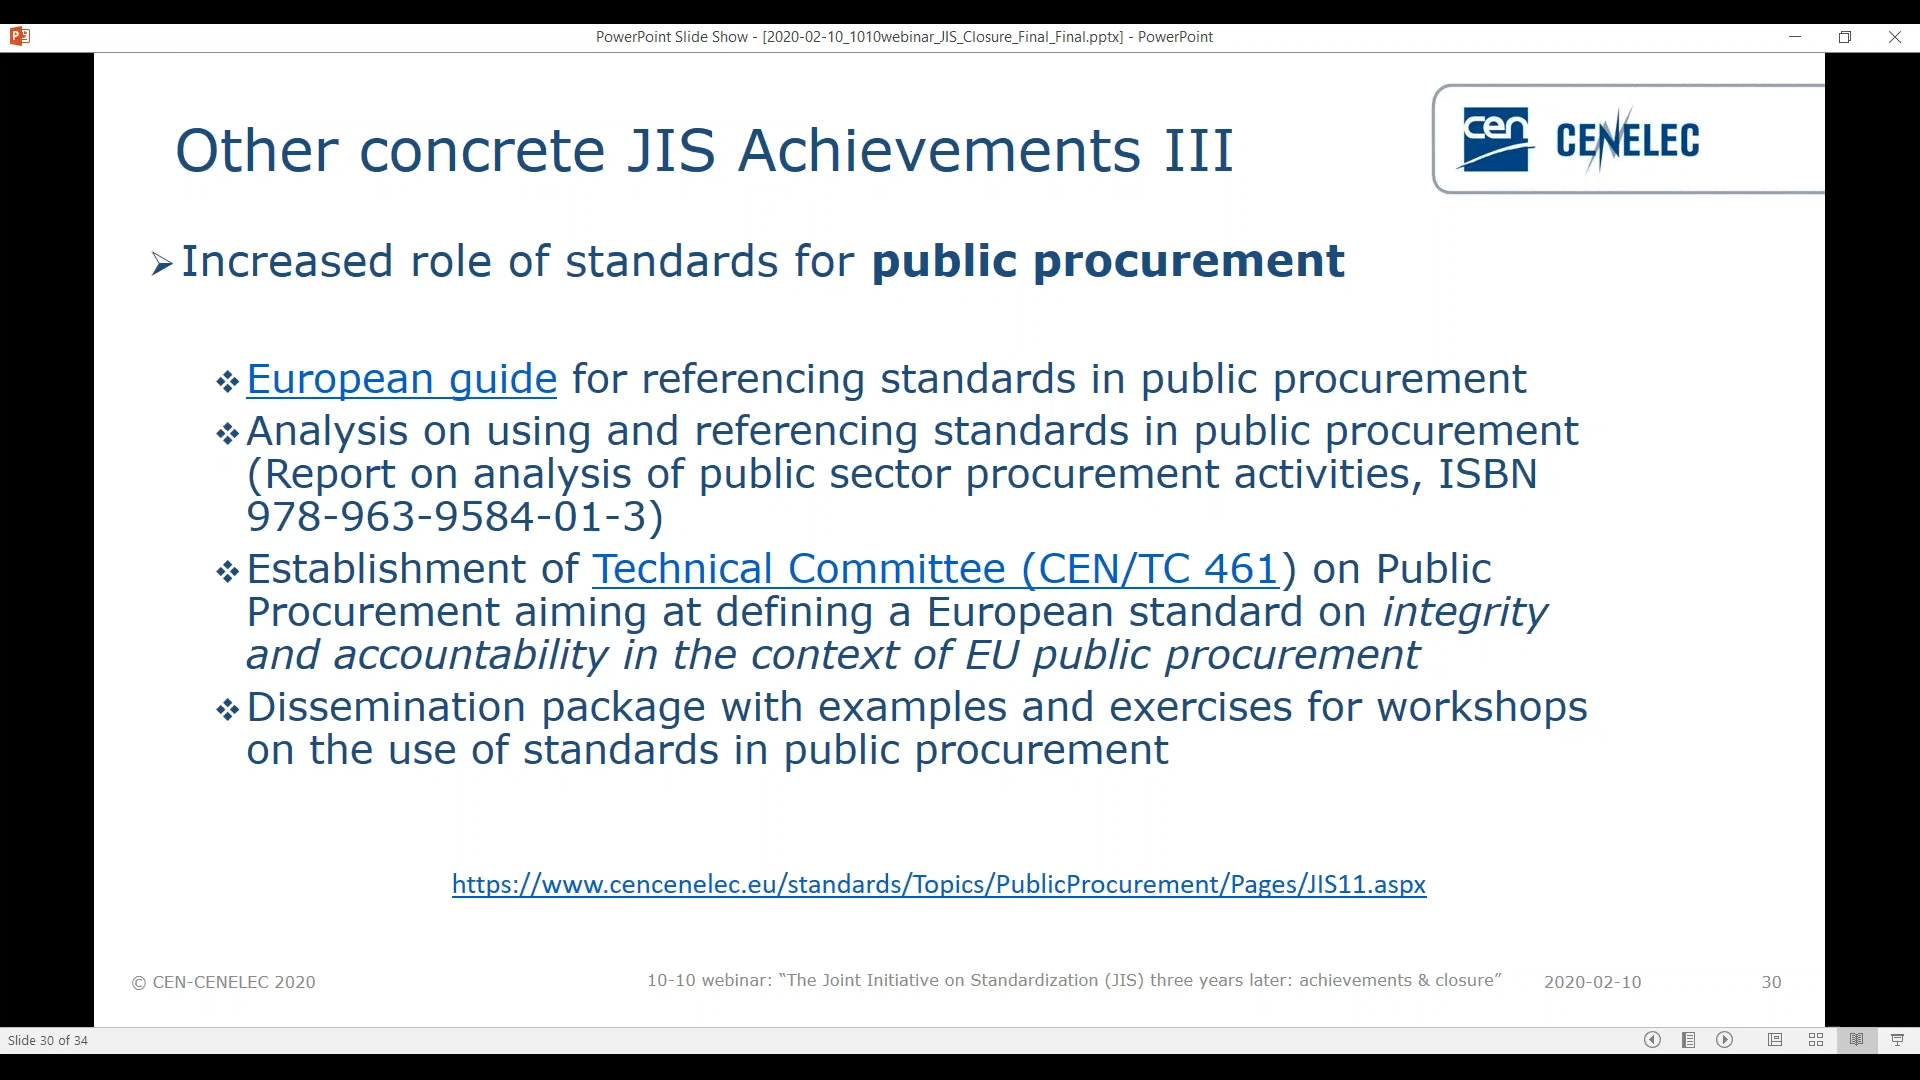 PowerPoint Slide Show - [2020-02-10_1010webinar_JIS_Closure_Final_Final.pptx] - PowerPoint
cen CENELEC
Other concrete JIS Achievements III
Increased role of standards for public procurement
European guide for referencing standards in public procurement
Analysis on using and referencing standards in public procurement
(Report on analysis of public sector procurement activities, ISBN
978-963-9584-01-3)
Establishment of Technical Committee (CEN/TC 461) on Public
Procurement aiming at defining a European standard on integrity
and accountability in the context of EU public procurement
Dissemination package with examples and exercises for workshops
on the use of standards in public procurement
https://www.cencenelec.eu/standards/Topics/PublicProcurement/Pages/JIS11.aspx
© CEN-CENELEC 2020
10-10 webinar: “The Joint Initiative on Standardization (JIS) three years later: achievements & closure”
2020-02-10
30
Slide 30 of 34